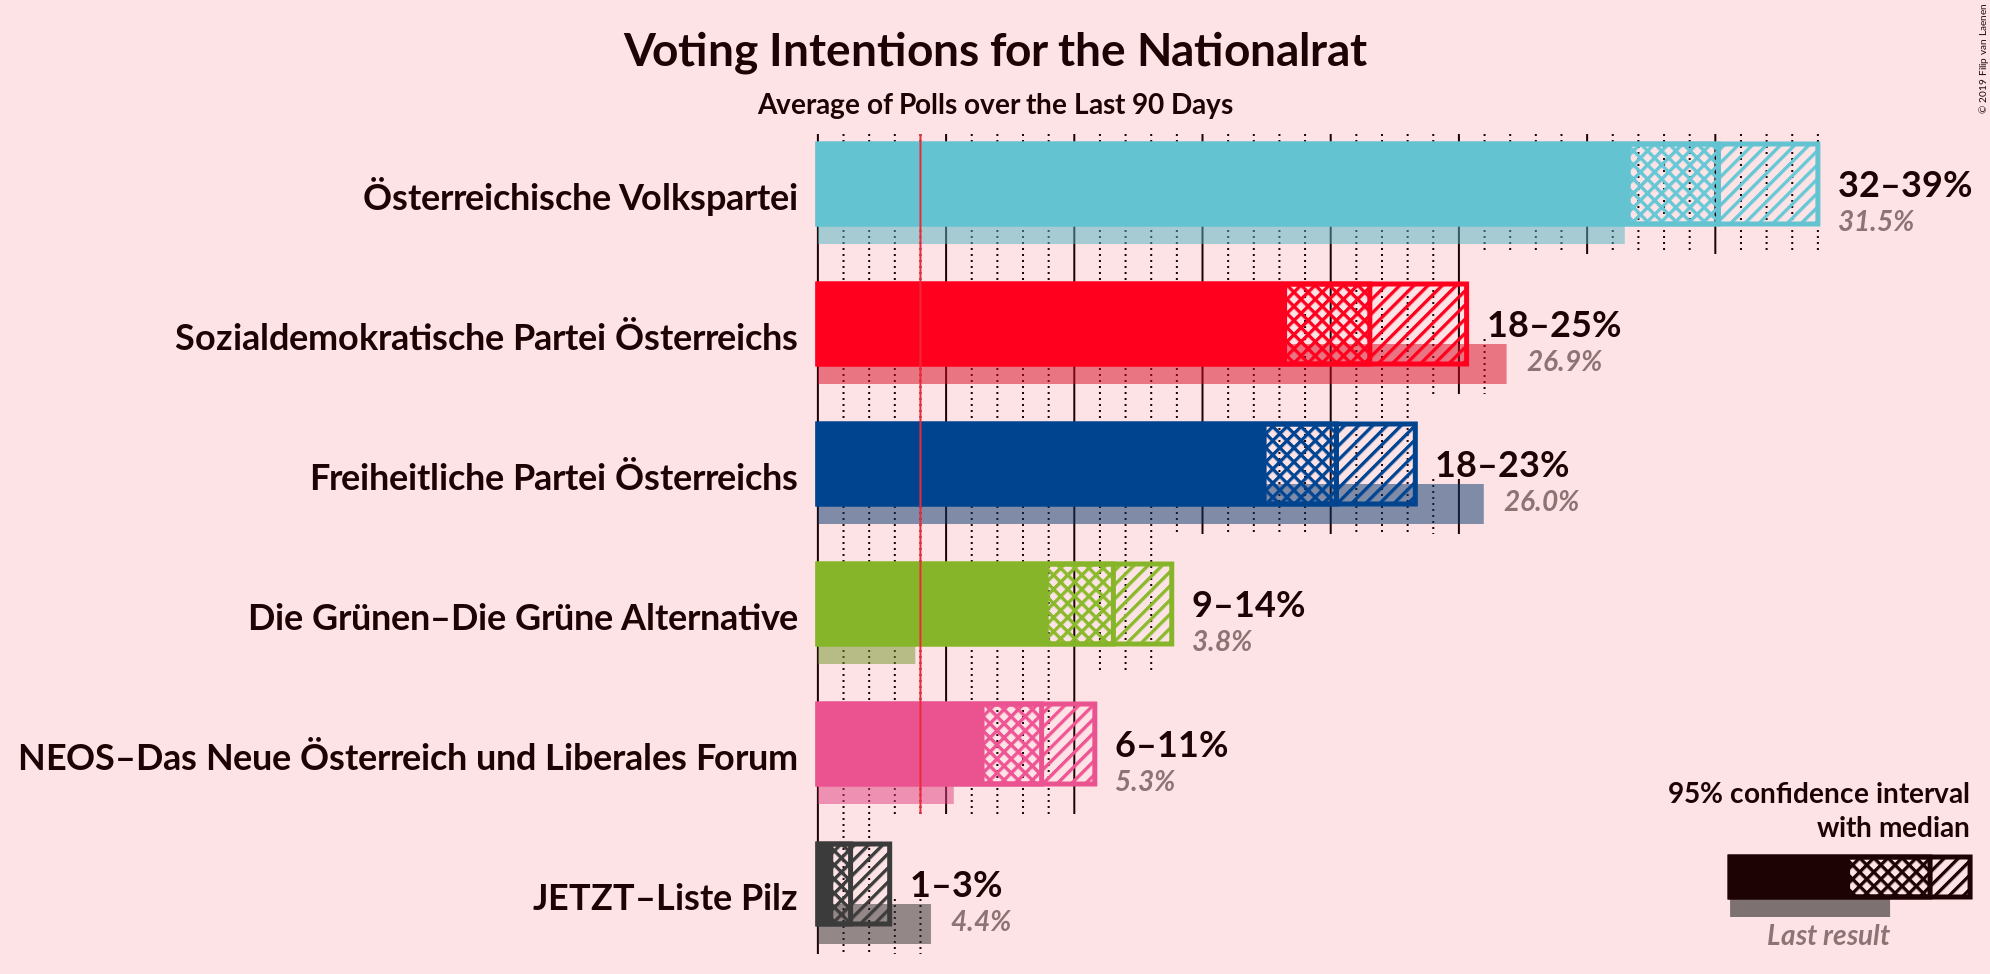 Voting Intentions for the Nationalrat
Average of Polls over the Last 90 Days
© 2019 Filip van Laenen
Österreichische Volkspartei
32–39%
31.5%
Sozialdemokratische Partei Österreichs
18–25%
26.9%
Freiheitliche Partei Österreichs
18–23%
26.0%
Die Grünen–Die Grüne Alternative
9–14%
3.8%
NEOS–Das Neue Österreich und Liberales Forum
6–11%
5.3%
JETZT–Liste Pilz
1–3%
4.4%
95% confidence interval
with median
Last result